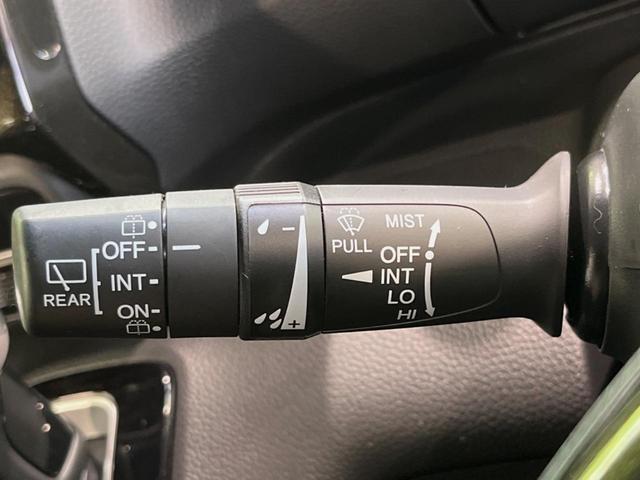 OFF
INT
ON
REAR
−
+
PULL
MIST
OFF
INT
LO
HI